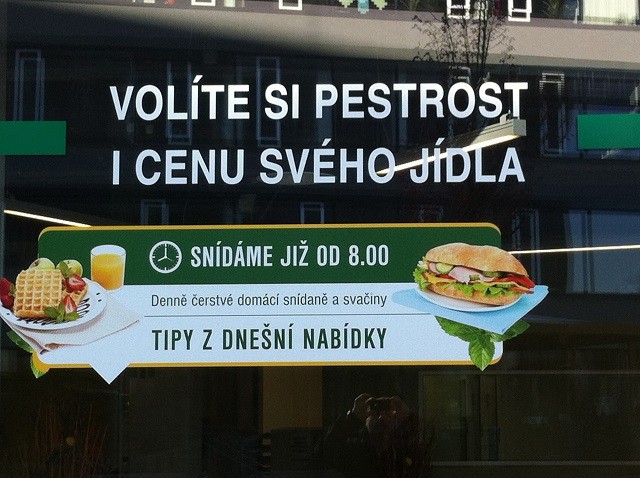 VOLÍTE SI PESTROST
I CENU SVÉHO JÍDLA
SNÍDÁME JIŽ OD 8.00
Denně čerstvé domácí snídaně a svačiny
TIPY Z DNEŠNÍ NABÍDKY